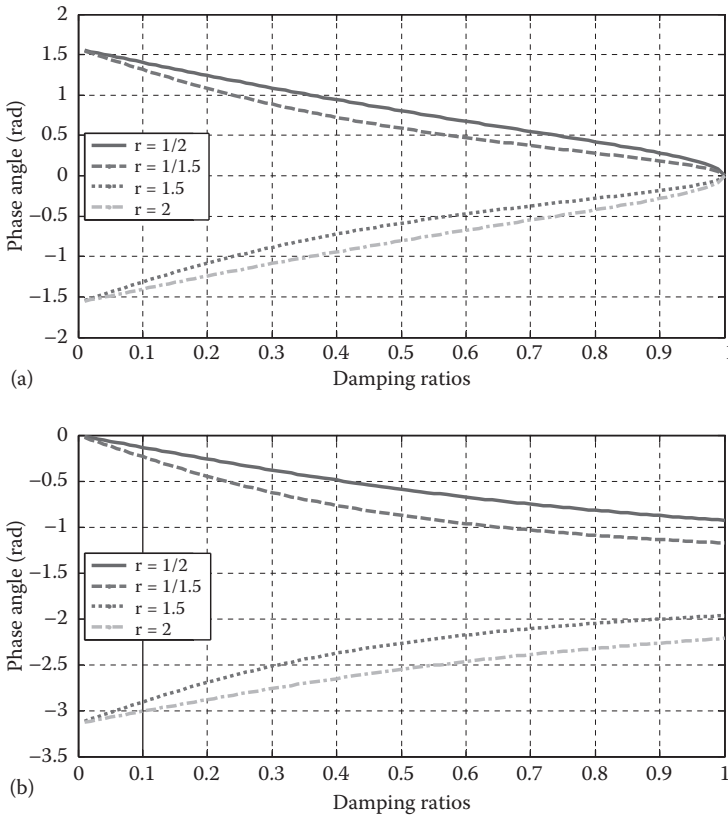 2
1.5
1
0.5
0
−0.5
−1
−1.5
−2
Phase angle (rad)
r = 1/2
r = 1/1.5
r = 1.5
r = 2
0 0.1 0.2 0.3 0.4 0.5 0.6 0.7 0.8 0.9 1
(a)
Damping ratios
0
−0.5
−1
−1.5
−2
−2.5
−3
−3.5
Phase angle (rad)
r = 1/2
r = 1/1.5
r = 1.5
r = 2
0 0.1 0.2 0.3 0.4 0.5 0.6 0.7 0.8 0.9 1
(b)
Damping ratios